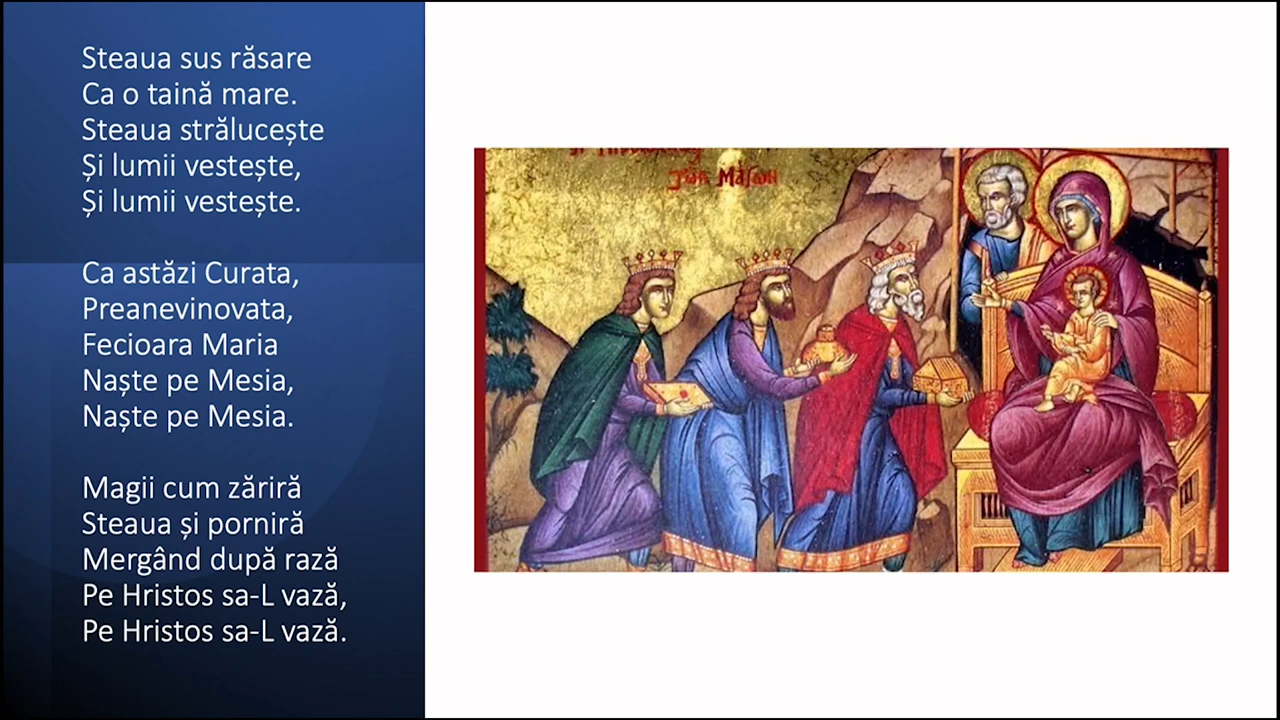 Steaua sus răsare
Ca o taină mare.
Steaua strălucește
Și lumii vestește,
Și lumii vestește.
Ca astăzi Curata,
Preanevinovata,
Fecioara Maria
Naște pe Mesia,
Naște pe Mesia.
Magii cum zăriră
Steaua și porniră
Mergând după rază
Pe Hristos sa-L vază,
Pe Hristos sa-L vază.